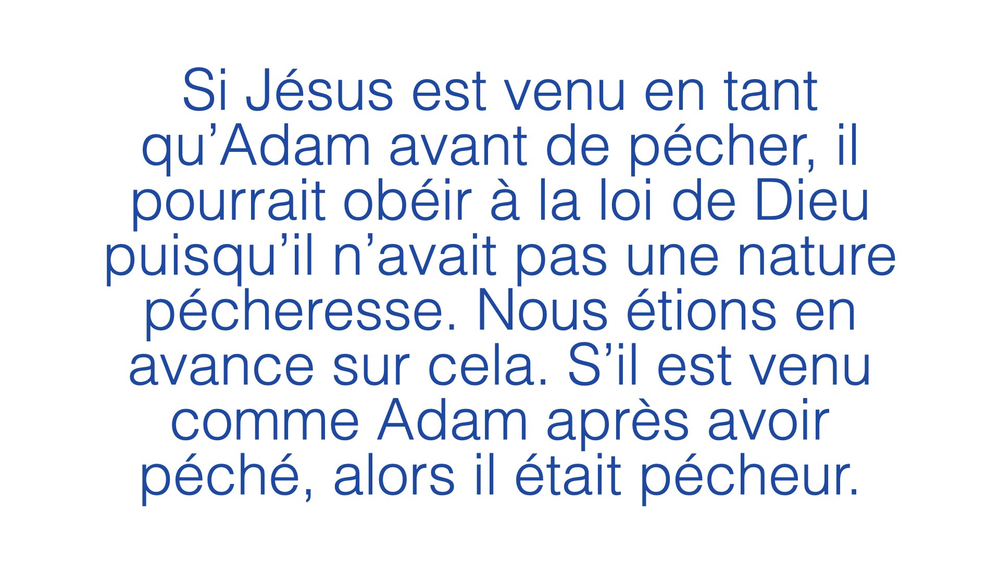 Si Jésus est venu en tant
qu’Adam avant de pécher, il
pourrait obéir à la loi de Dieu
puisqu’il n’avait pas une nature
pécheresse. Nous étions en
avance sur cela. S’il est venu
comme Adam après avoir
péché, alors il était pécheur.